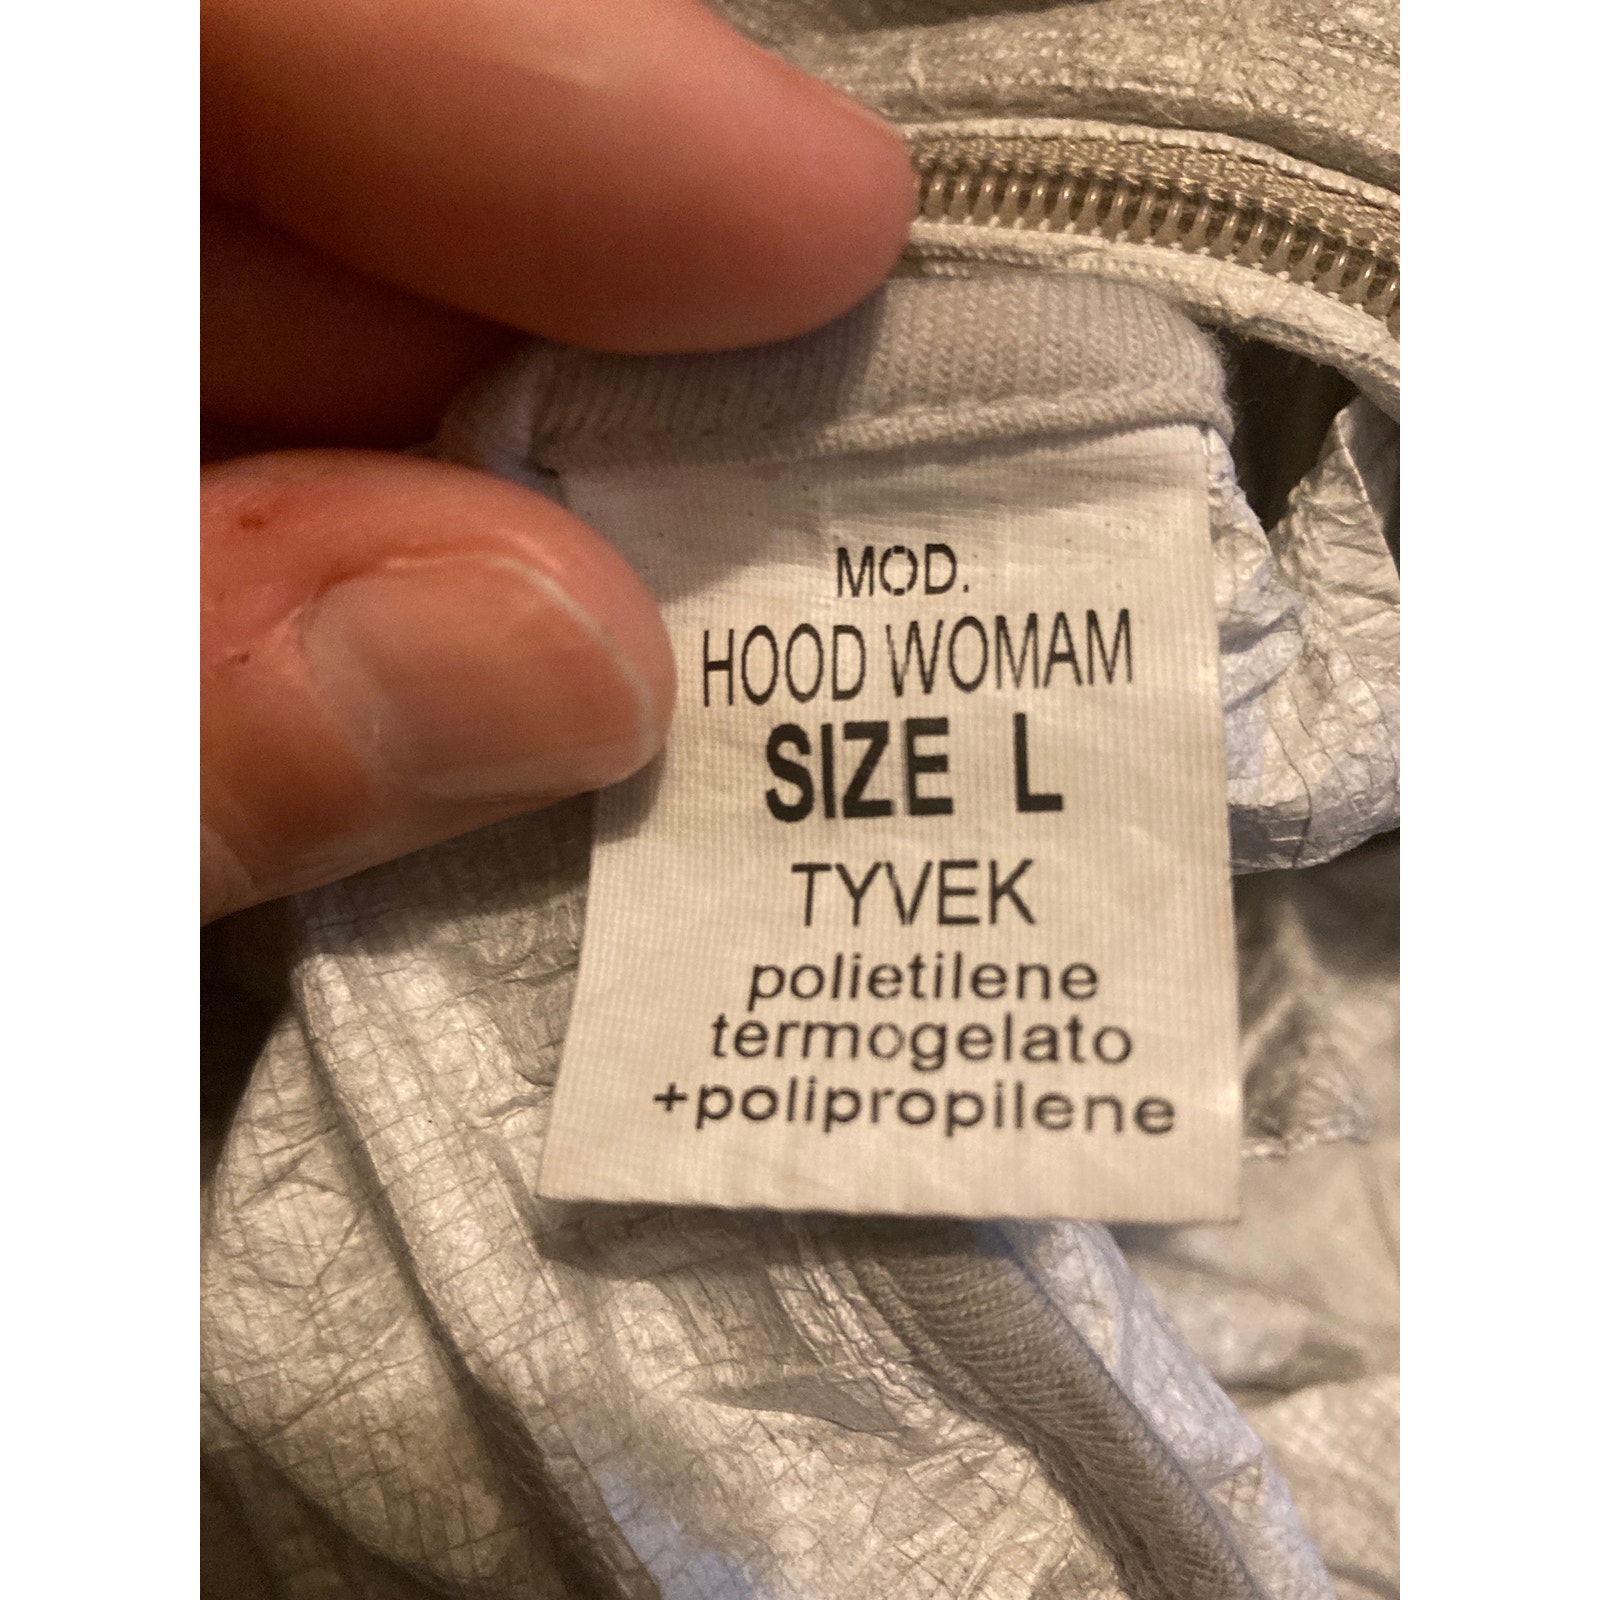 MOD.
HOOD WOMAM
SIZE L
TYVEK
polietilene
termogelato
+polipropilene